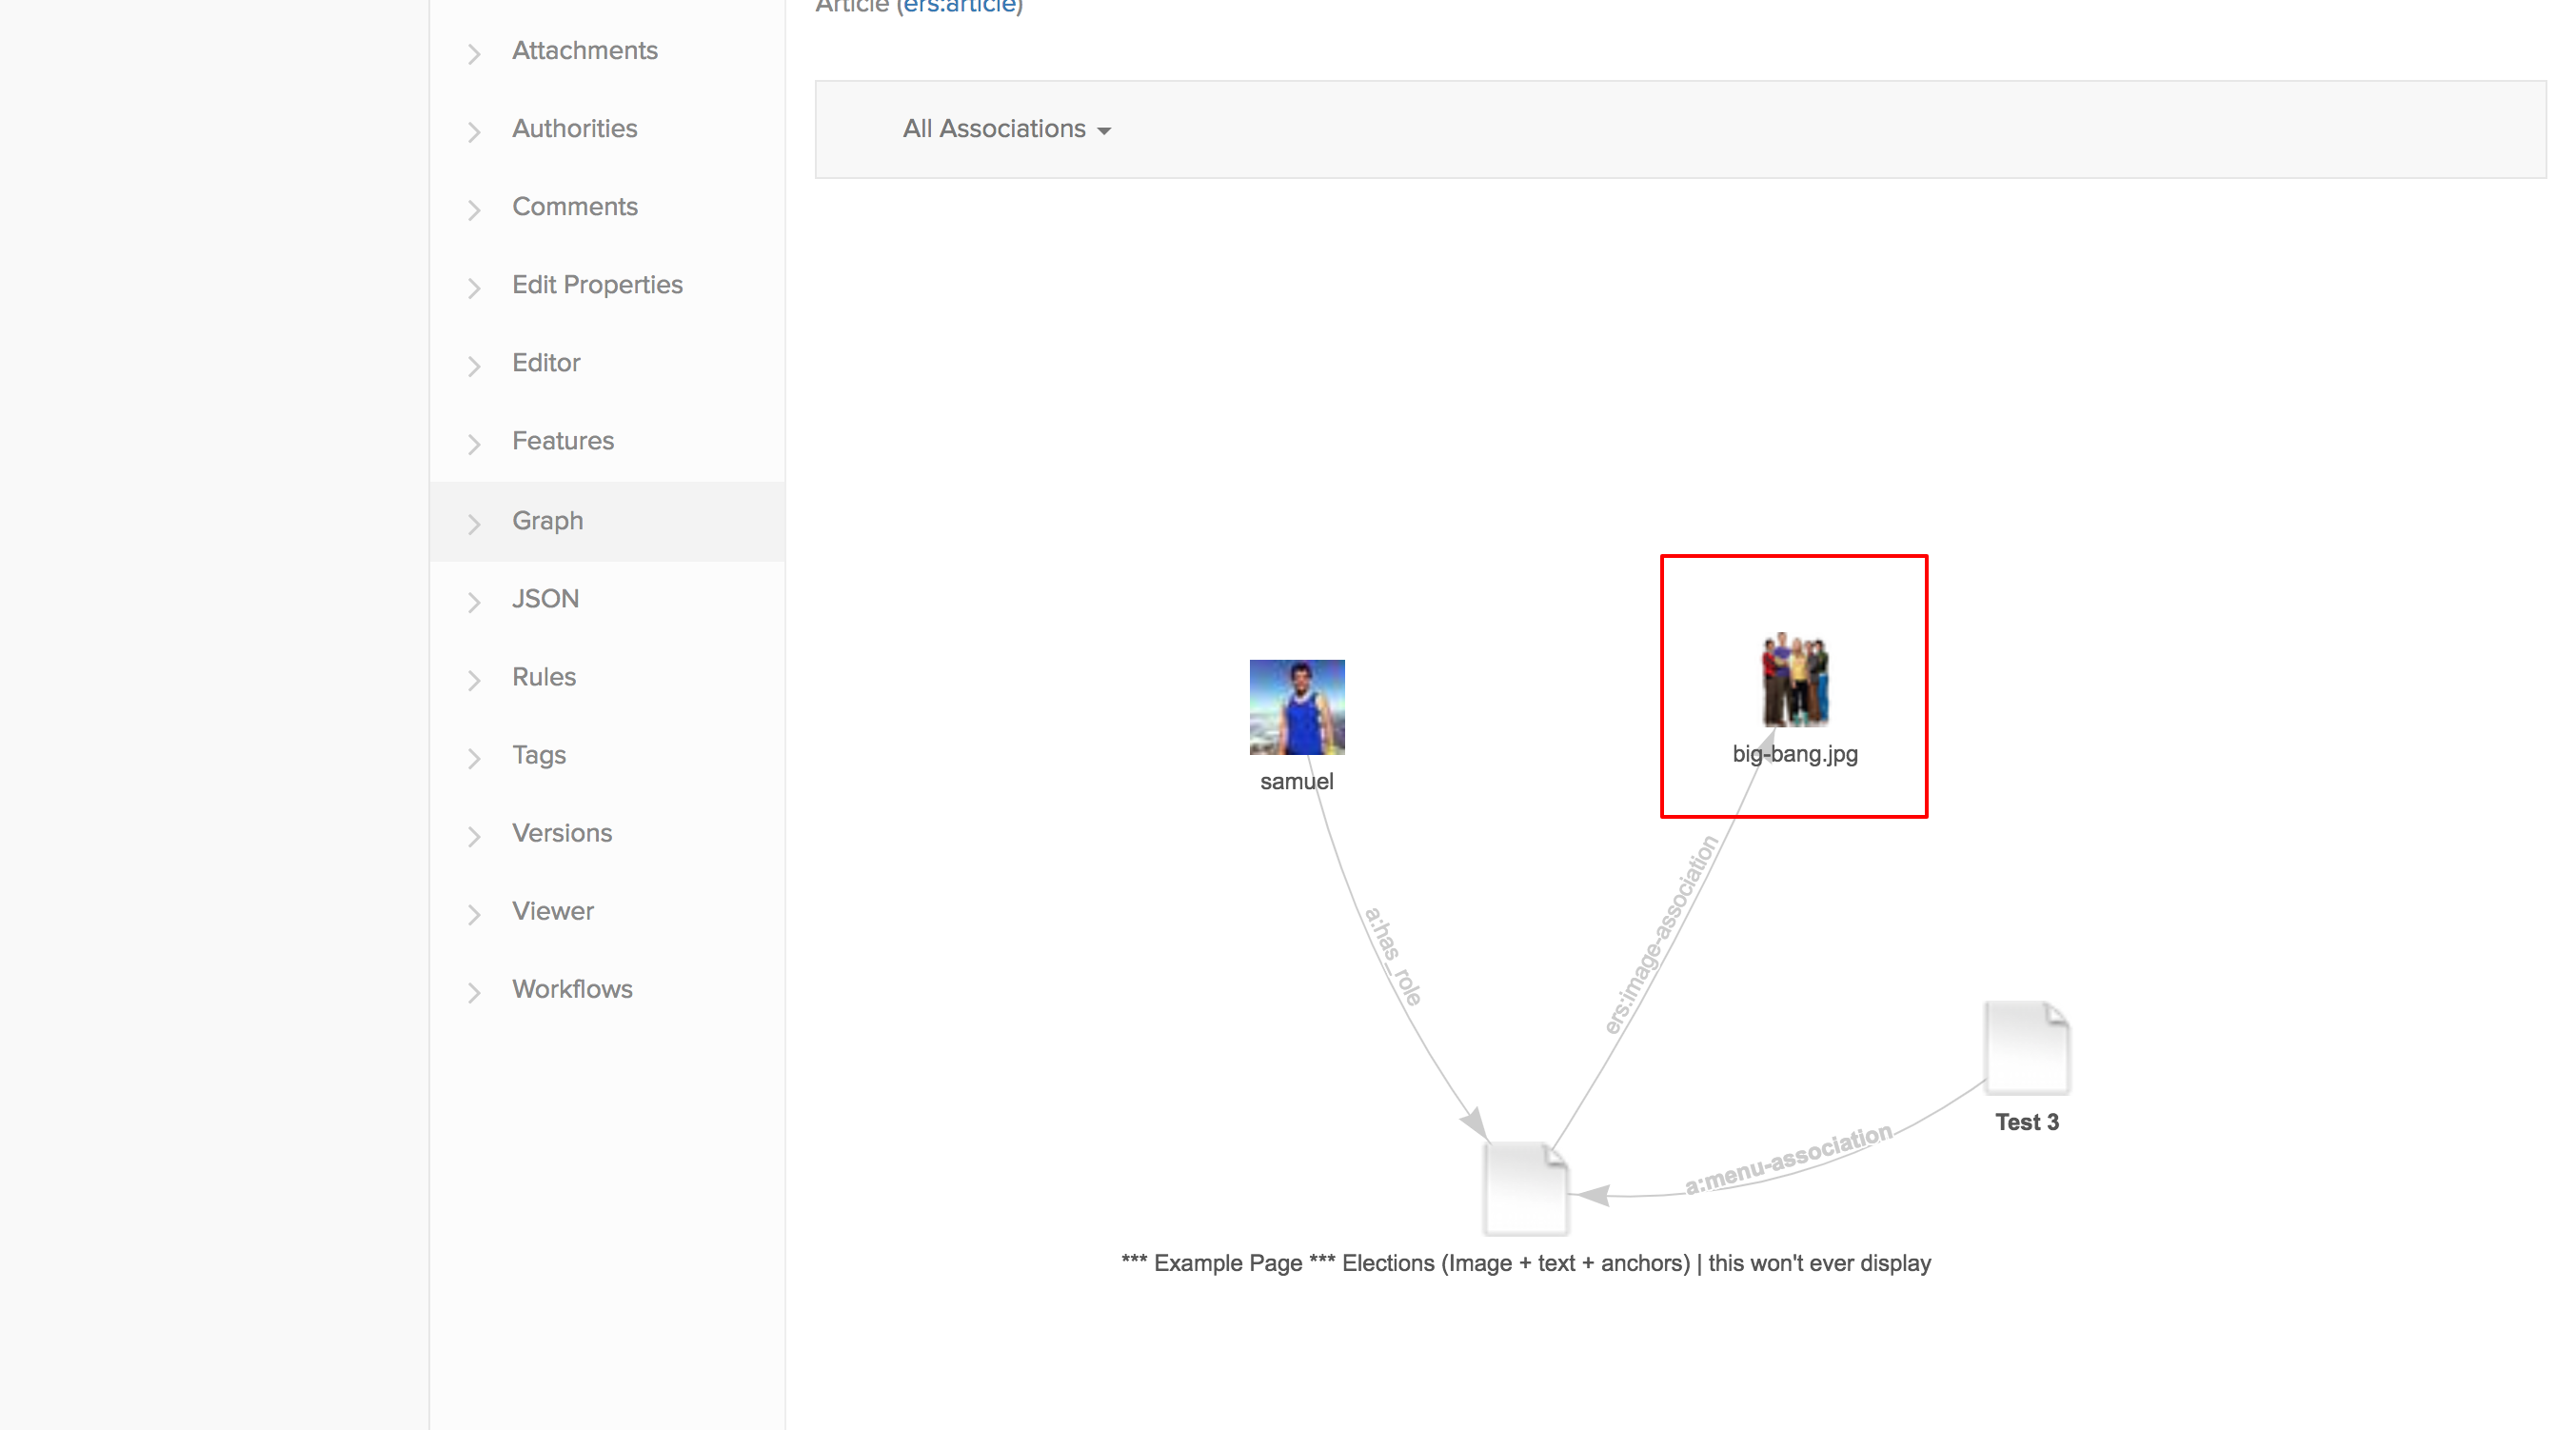 Article (ers:article)
Attachments
Authorities
Comments
Edit Properties
Editor
Features
Graph
JSON
Rules
Tags
Versions
Viewer
Workflows
All Associations
big-bang.jpg
samuel
a:has_role
ers:image-association
Test 3
a:menu-association
*** Example Page *** Elections (Image + text + anchors) | this won't ever display